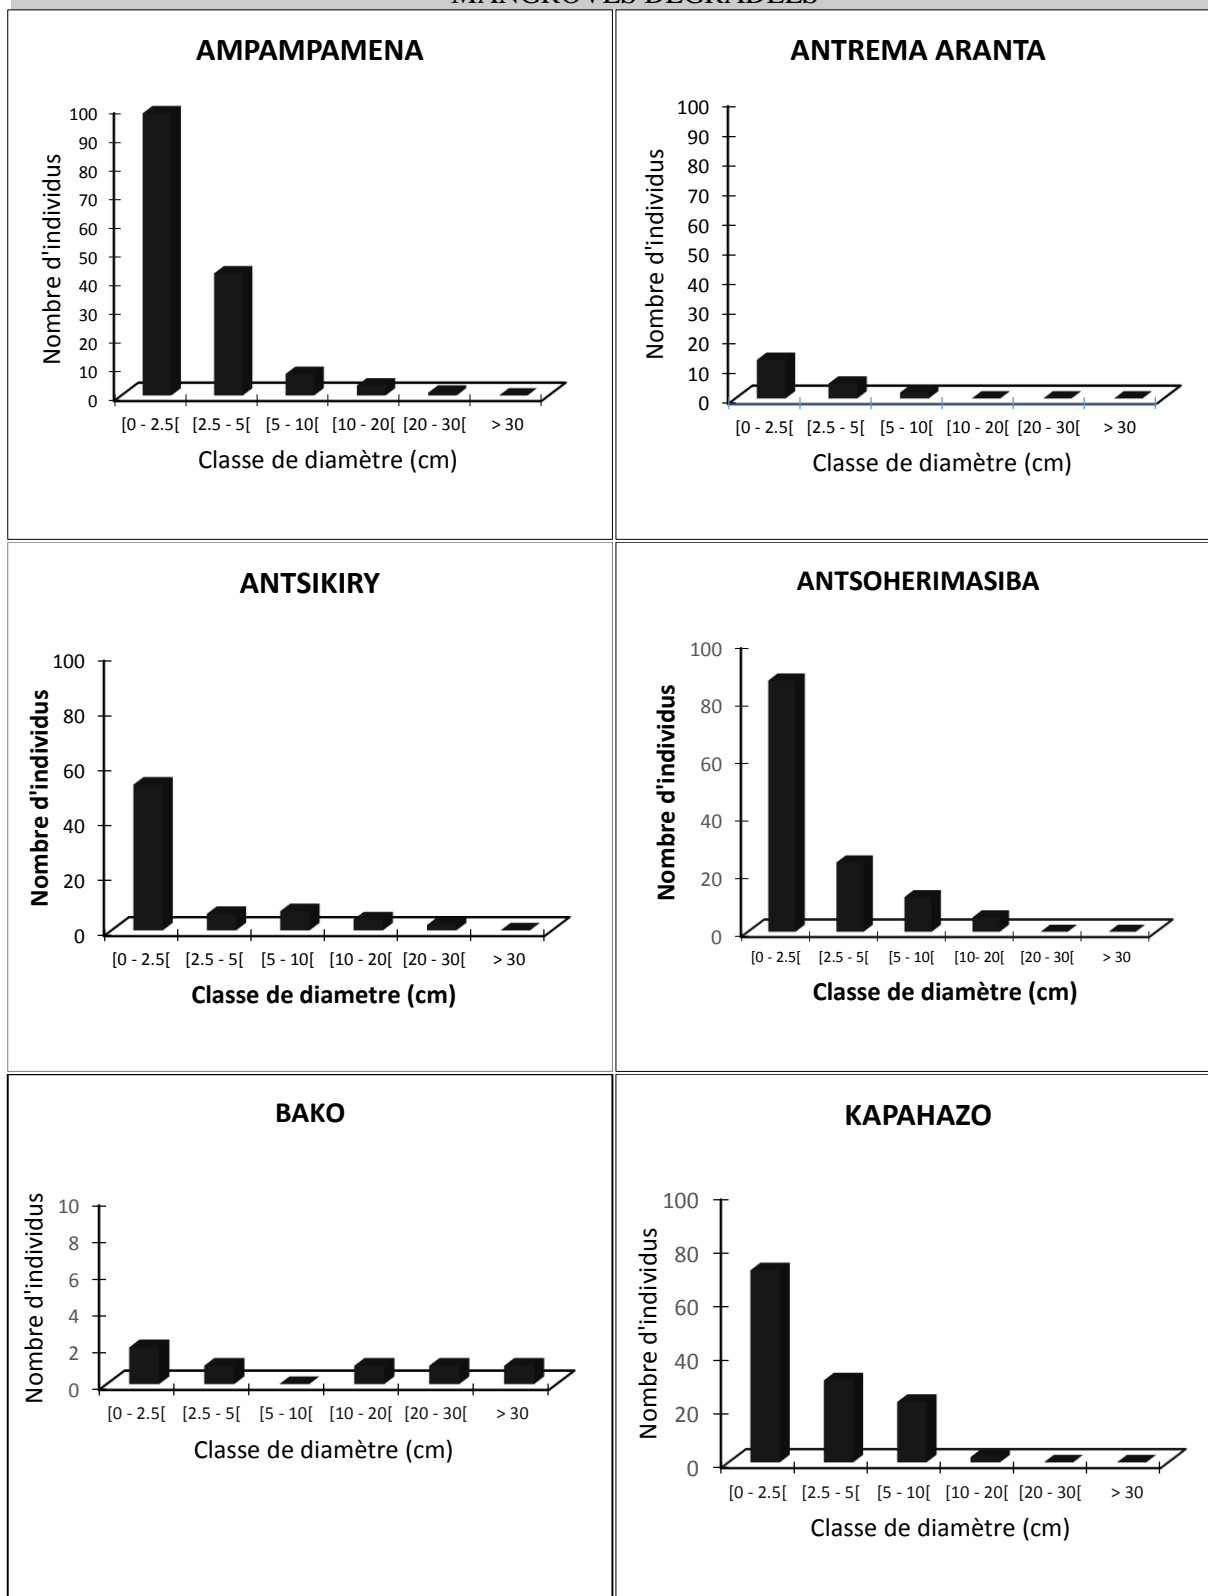 MANGROVES DEGRADEES
AMPAMPAMENA
100
90
80
70
60
50
40
30
20
10
0
Nombre d'individus
[0 - 2.5[ [2.5 - 5[ [5 - 10[ [10 - 20[ [20 - 30[ > 30
Classe de diamètre (cm)
ANTREMA ARANTA
100
90
80
70
60
50
40
30
20
10
0
Nombre d'individus
[0 - 2.5[ [2.5 - 5[ [5 - 10[ [10 - 20[ [20 - 30[ > 30
Classe de diamètre (cm)
ANTSIKIRY
100
80
60
40
20
0
Nombre d'individus
[0 - 2.5[ [2.5 - 5[ [5 - 10[ [10 - 20[ [20 - 30[ > 30
Classe de diametre (cm)
ANTSOHERIMASIBA
100
80
60
40
20
0
Nombre d'individus
[0 - 2.5[ [2.5 - 5[ [5 - 10[ [10- 20[ [20 - 30[ > 30
Classe de diamètre (cm)
BAKO
10
8
6
4
2
0
Nombre d'individus
[0 - 2.5[ [2.5 - 5[ [5 - 10[ [10 - 20[ [20 - 30[ > 30
Classe de diamètre (cm)
KAPAHAZO
100
80
60
40
20
0
Nombre d'individus
[0 - 2.5[ [2.5 - 5[ [5 - 10[ [10 - 20[ [20 - 30[ > 30
Classe de diamètre (cm)